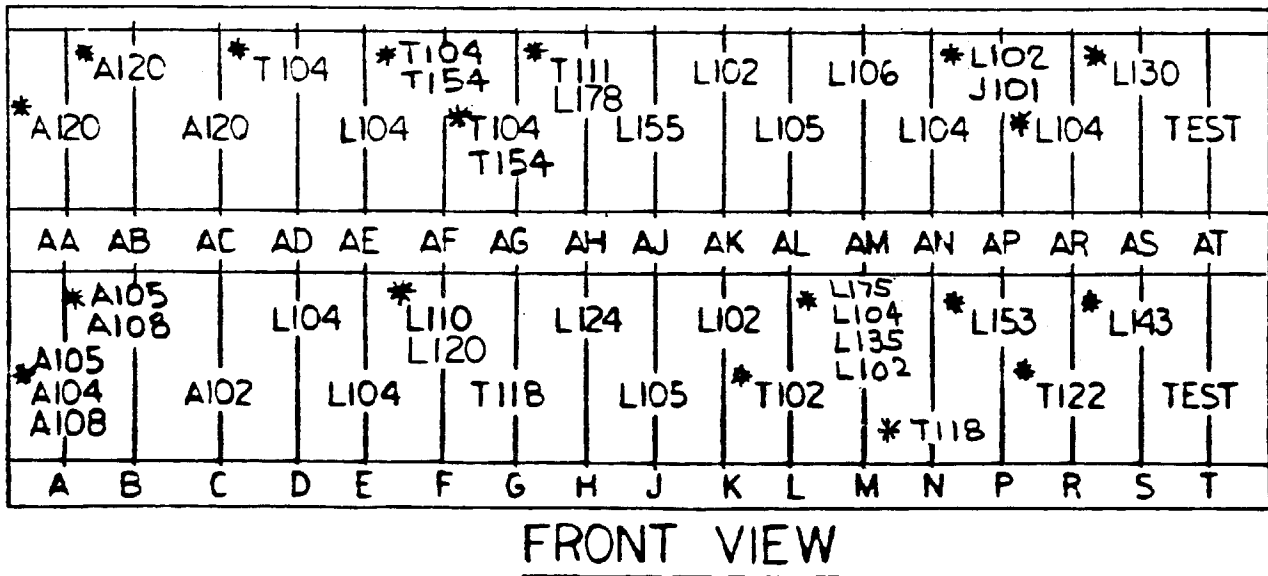 *A120 *T104 *T104 *T111 L102 L106 *L102 *L130
T154 L178 J101
*A120 A120 L104 *T104 L155 L105 L104 *L104 TEST
T154
AA AB AC AD AE AF AG AH AJ AK AL AM AN AP AR AS AT
*A105 L104 *L110 L124 L102 *L175 *L153 *L143
A108 L120 L104
L135
L102
*A105 A102 L104 T118 L105 *T102 *T122 TEST
A104
A108 *T118
A B C D E F G H J K L M N P R S T
FRONT VIEW